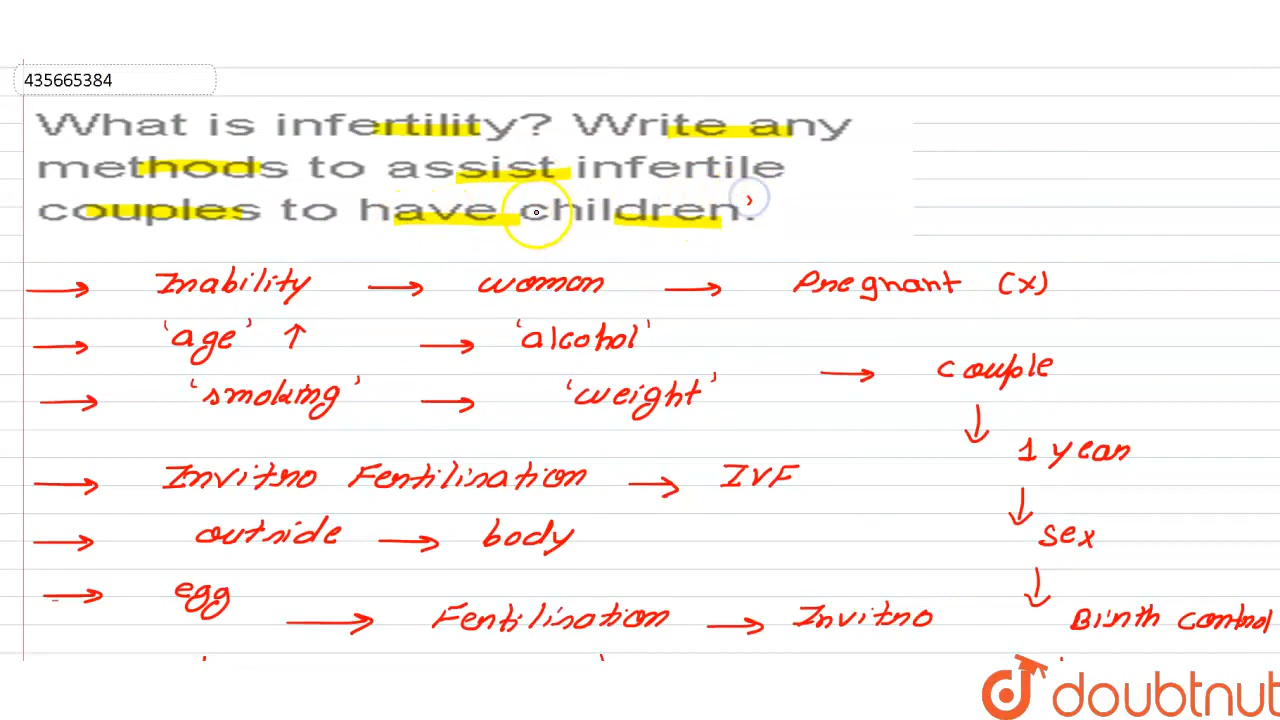 435665384
What is infertility? Write any
methods to assist infertile
couples to have children.
→ Inability → woman → Pregnant (x)
→ 'age' ↑ → 'alcohol'
→ couple
→ 'smoking' → 'weight'
↓
1 year
→ Invitro Fertilisation → IVF
↓
→ outside → body
sex
↓
→ egg
→ Fertilisation → Invitro
Birth control
doubtnut